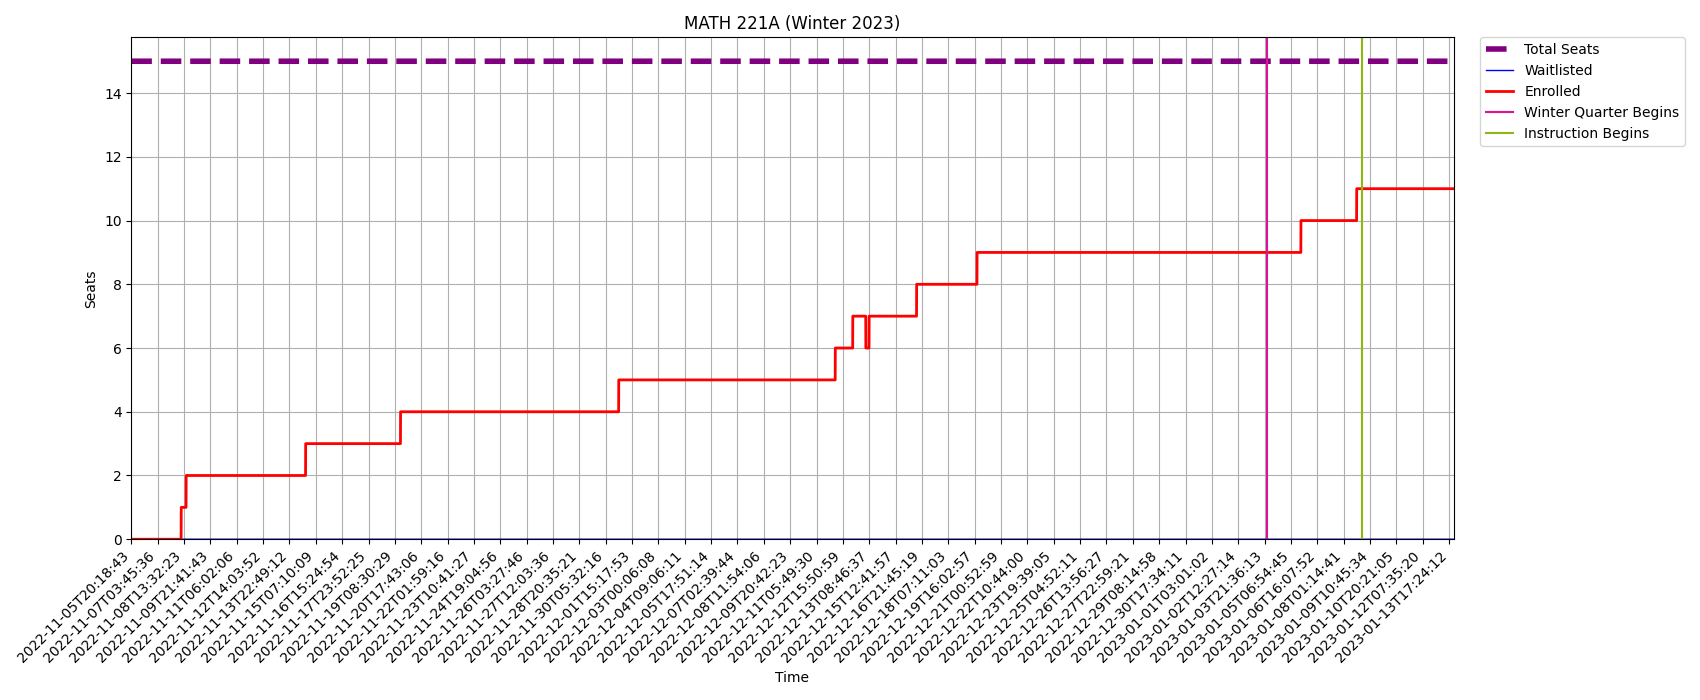 MATH 221A (Winter 2023)
Total Seats
Waitlisted
Enrolled
Winter Quarter Begins
Instruction Begins
Seats
14
12
10
8
6
4
2
0
2022-11-05T20:18:43
2022-11-07T03:45:36
2022-11-08T13:32:23
2022-11-09T21:41:43
2022-11-11T06:02:06
2022-11-12T14:03:52
2022-11-13T22:49:12
2022-11-15T07:10:09
2022-11-16T15:24:54
2022-11-17T23:52:25
2022-11-19T08:30:29
2022-11-20T17:43:06
2022-11-22T01:59:16
2022-11-23T10:41:27
2022-11-24T19:04:56
2022-11-26T03:27:46
2022-11-27T12:03:36
2022-11-28T20:35:21
2022-11-30T05:32:16
2022-12-01T15:17:53
2022-12-03T00:06:08
2022-12-04T09:06:11
2022-12-05T17:51:14
2022-12-07T02:39:44
2022-12-08T11:54:06
2022-12-09T20:42:23
2022-12-11T05:49:30
2022-12-12T15:50:59
2022-12-13T08:46:37
2022-12-15T12:41:57
2022-12-16T21:45:19
2022-12-18T07:11:03
2022-12-19T16:02:57
2022-12-21T00:52:59
2022-12-22T10:44:00
2022-12-23T19:39:05
2022-12-25T04:52:11
2022-12-26T13:56:27
2022-12-27T22:59:21
2022-12-29T08:14:58
2022-12-30T17:34:11
2023-01-01T03:01:02
2023-01-02T12:27:14
2023-01-03T21:36:13
2023-01-05T06:54:45
2023-01-06T16:07:52
2023-01-08T01:14:41
2023-01-09T10:45:34
2023-01-10T20:21:05
2023-01-12T07:35:20
2023-01-13T17:24:12
Time